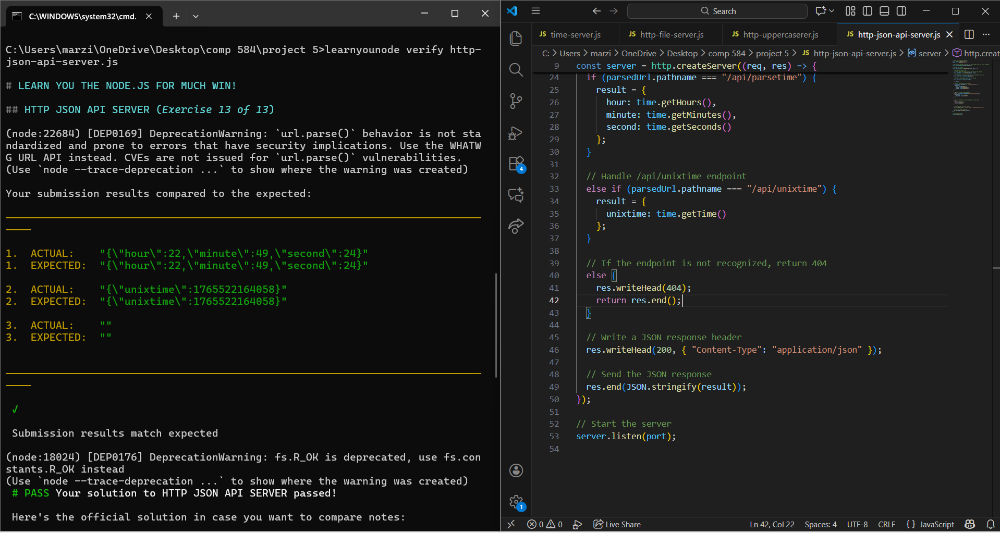 C:\WINDOWS\system32\cmd.
C:\Users\marzi\OneDrive\Desktop\comp 584\project 5>learnyounode verify http-
json-api-server.js
# LEARN YOU THE NODE.JS FOR MUCH WIN!
## HTTP JSON API SERVER (Exercise 13 of 13)
(node:22684) [DEP0169] DeprecationWarning: `url.parse()` behavior is not sta
ndardized and prone to errors that have security implications. Use the WHATW
G URL API instead. CVEs are not issued for `url.parse()` vulnerabilities.
(Use `node --trace-deprecation ...` to show where the warning was created)
Your submission results compared to the expected:
1.  ACTUAL:    "{\"hour\":22,\"minute\":49,\"second\":24}"
1.  EXPECTED:  "{\"hour\":22,\"minute\":49,\"second\":24}"
2.  ACTUAL:    "{\"unixtime\":1765522164058}"
2.  EXPECTED:  "{\"unixtime\":1765522164058}"
3.  ACTUAL:    ""
3.  EXPECTED:  ""
✓
Submission results match expected
(node:18024) [DEP0176] DeprecationWarning: fs.R_OK is deprecated, use fs.con
stants.R_OK instead
(Use `node --trace-deprecation ...` to show where the warning was created)
# PASS Your solution to HTTP JSON API SERVER passed!
Here's the official solution in case you want to compare notes:
Search
JS time-server.js
JS http-file-server.js
JS http-uppercaserer.js
JS http-json-api-server.js
C: > Users > marzi > OneDrive > Desktop > comp 584 > project 5 > JS http-json-api-server.js > server > http.creat
9 const server = http.createServer((req, res) => {
24 if (parsedUrl.pathname === "/api/parsetime") {
25 result = {
26 hour: time.getHours(),
27 minute: time.getMinutes(),
28 second: time.getSeconds()
29 };
30 }
31
32 // Handle /api/unixtime endpoint
33 else if (parsedUrl.pathname === "/api/unixtime") {
34 result = {
35 unixtime: time.getTime()
36 };
37 }
38
39 // If the endpoint is not recognized, return 404
40 else {
41 res.writeHead(404);
42 return res.end();
43 }
44
45 // Write a JSON response header
46 res.writeHead(200, { "Content-Type": "application/json" });
47
48 // Send the JSON response
49 res.end(JSON.stringify(result));
50 });
51
52 // Start the server
53 server.listen(port);
54
4
1
0 0
Live Share
Ln 42, Col 22
Spaces: 4
UTF-8
CRLF
{} JavaScript